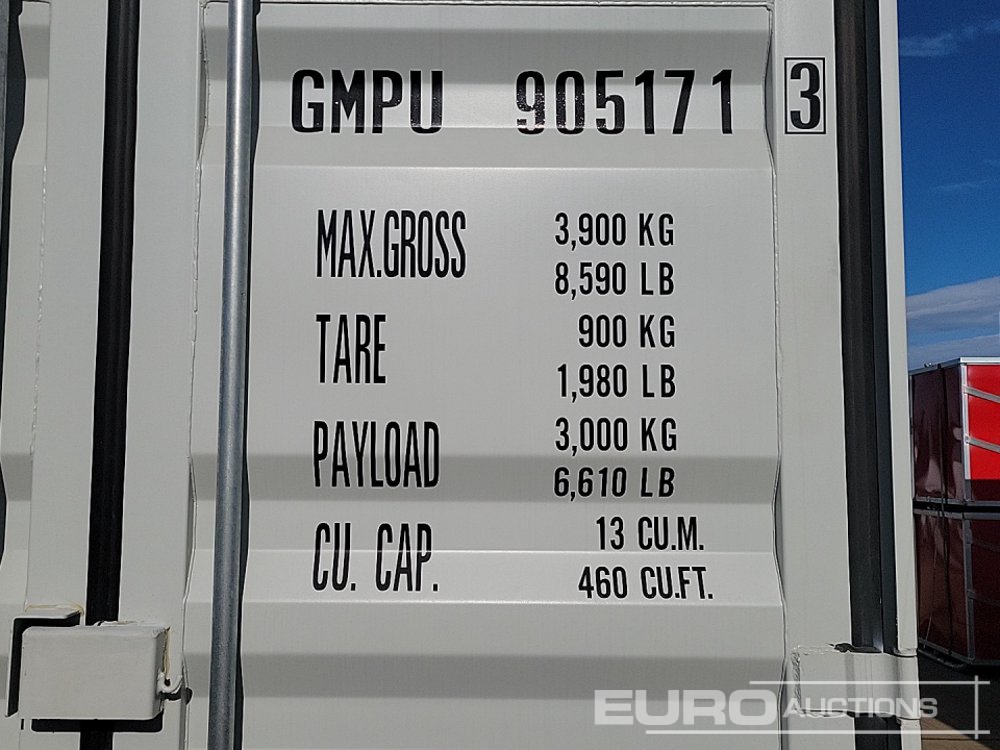 GMPU 905171 3
MAX.GROSS 3,900 KG
8,590 LB
TARE 900 KG
1,980 LB
PAYLOAD 3,000 KG
6,610 LB
CU. CAP. 13 CU.M.
460 CU.FT.
EURO AUCTIONS